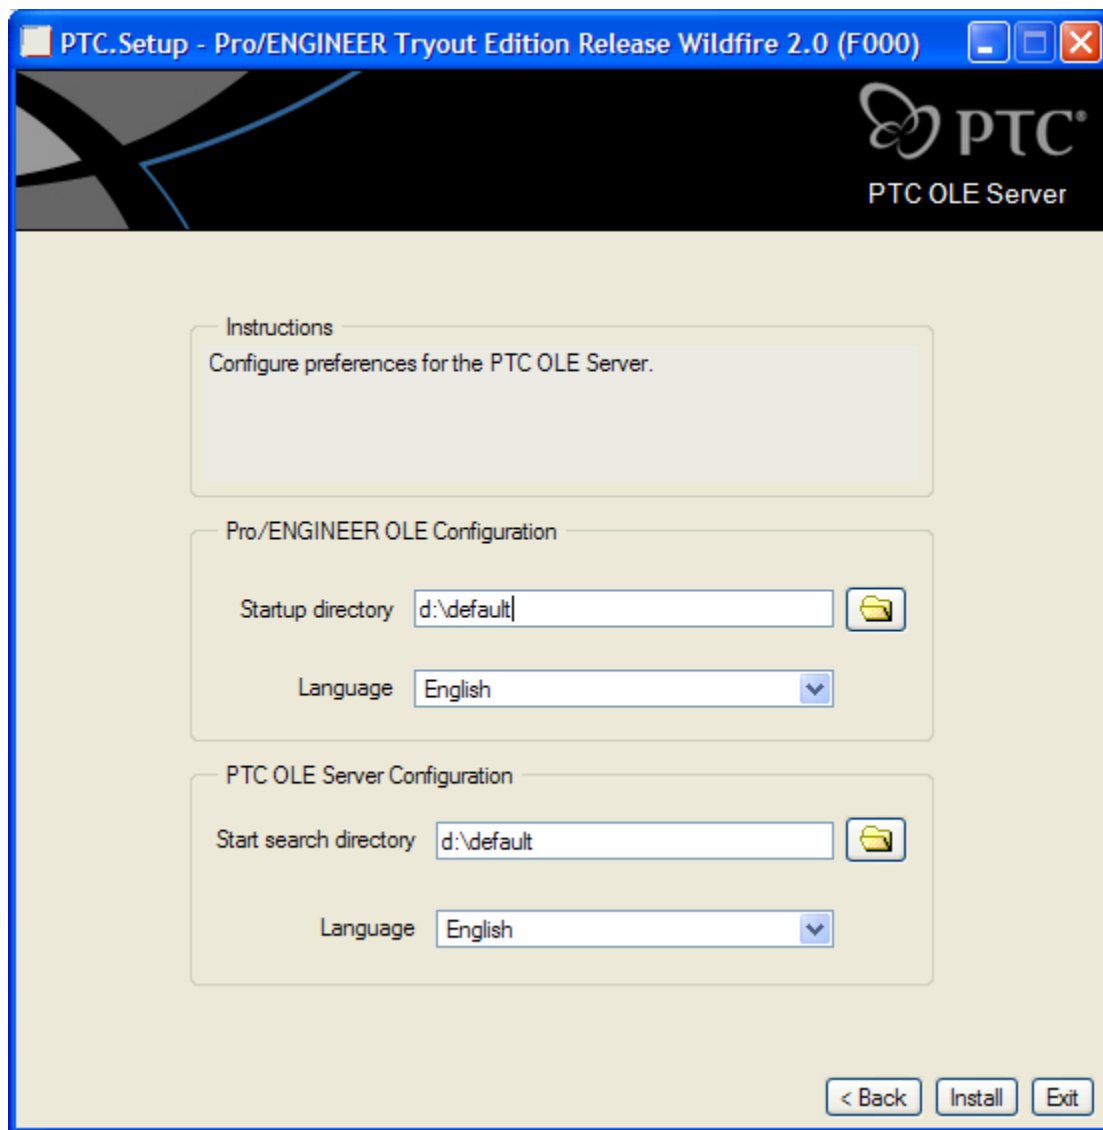 PTC.Setup - Pro/ENGINEER Tryout Edition Release Wildfire 2.0 (F000)
PTC®
PTC OLE Server
Instructions
Configure preferences for the PTC OLE Server.
Pro/ENGINEER OLE Configuration
Startup directory d:\default
Language English
PTC OLE Server Configuration
Start search directory d:\default
Language English
< Back Install Exit